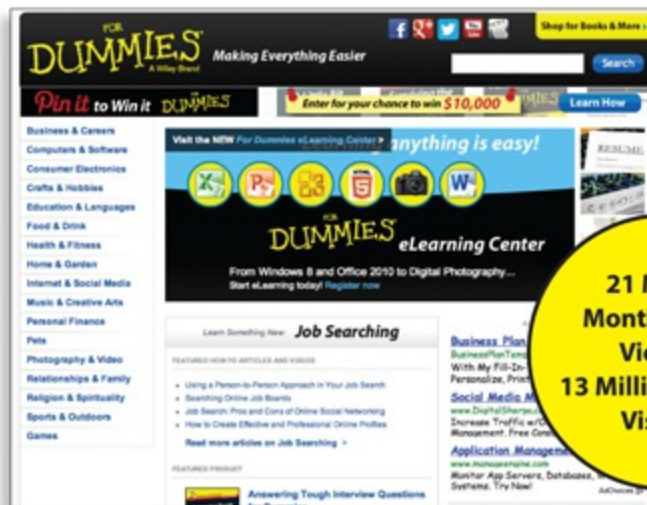 FOR
DUMMIES
A Wiley Brand
Making Everything Easier
Shop for Books & More ›
Search
Pin it to Win it DUMMIES
Enter for your chance to win $10,000
Learn How
Business & Careers
Computers & Software
Consumer Electronics
Crafts & Hobbies
Education & Languages
Food & Drink
Health & Fitness
Home & Garden
Internet & Social Media
Music & Creative Arts
Personal Finance
Pets
Photography & Video
Relationships & Family
Religion & Spirituality
Sports & Outdoors
Games
Visit the NEW For Dummies eLearning Center ▸
anything is easy!
FOR
DUMMIES eLearning Center
From Windows 8 and Office 2010 to Digital Photography...
Start eLearning today! Register now
RESUME
Learn Something New: Job Searching
FEATURED HOW-TO ARTICLES AND VIDEOS
Using a Person-to-Person Approach in Your Job Search
Searching Online Job Boards
Job Search: Pros and Cons of Online Social Networking
How to Create Effective and Professional Online Profiles
Read more articles on Job Searching >
FEATURED PRODUCT
Answering Tough Interview Questions
for Dummies
Business Plan
BusinessPlanTemp
With My Fill-In-
Personalize, Print
Social Media M
www.DigitalSherpa.c
Increase Traffic w/
Management. Free Cons
Application Manageme
www.manageengine.com
Monitor App Servers, Databases,
Systems. Try Now!
AdChoices
21 M
Mont
Vie
13 Milli
Vis